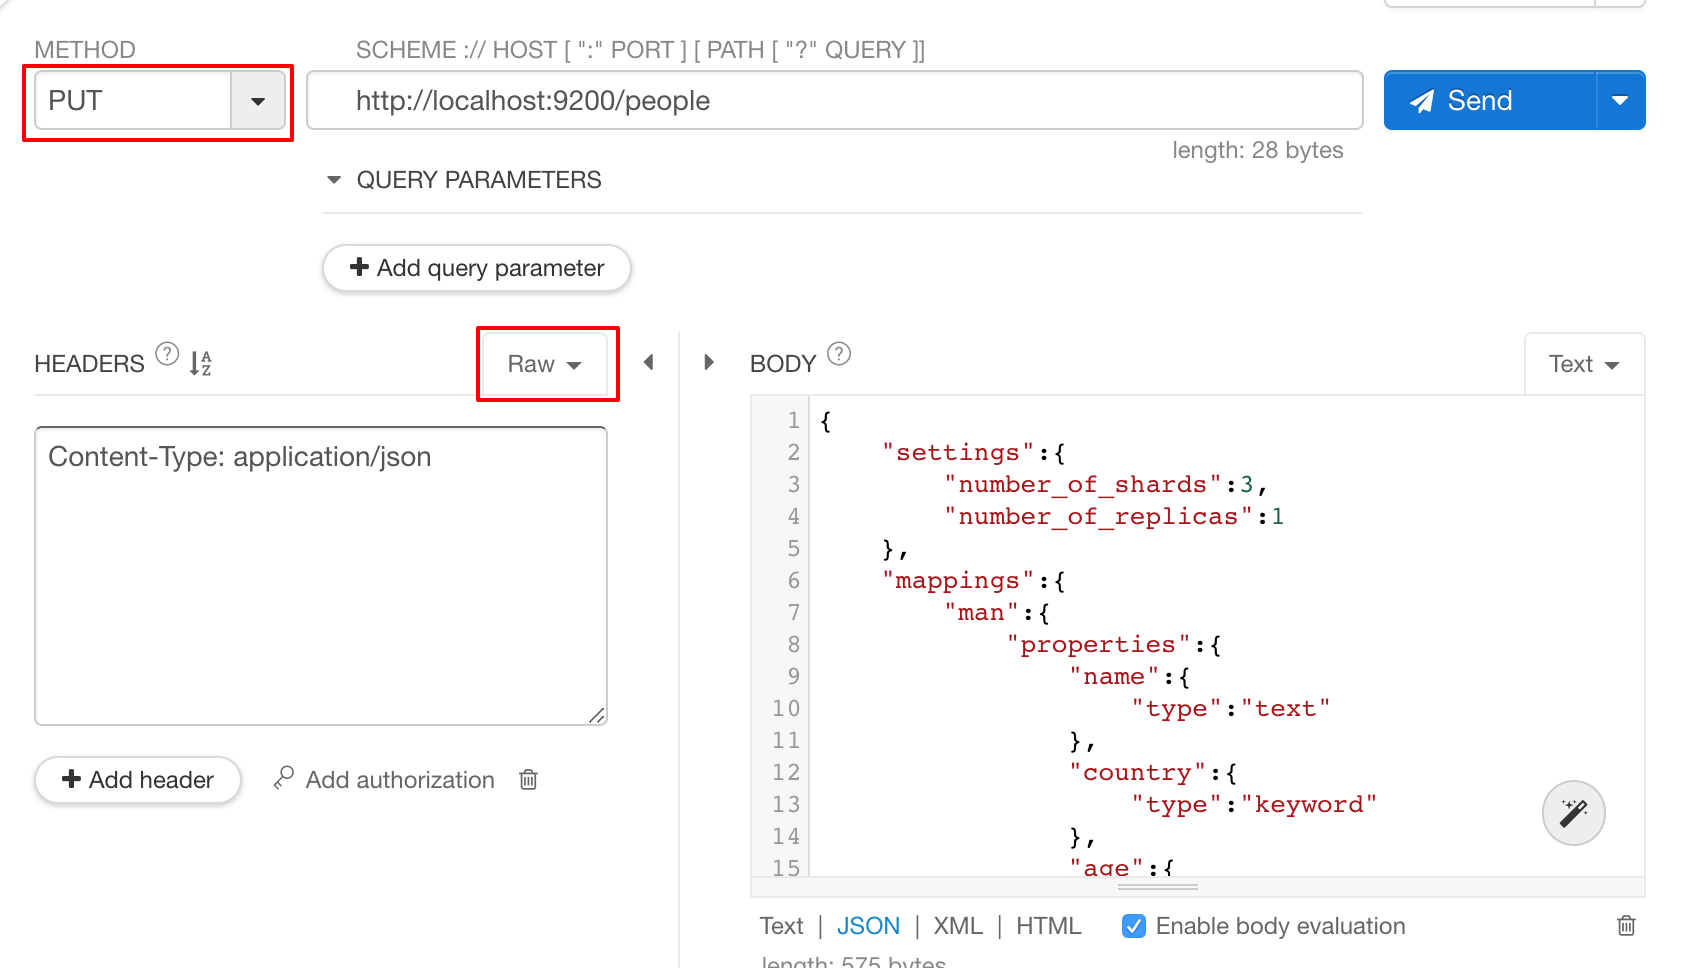 METHOD
SCHEME :// HOST [ ":" PORT ] [ PATH [ "?" QUERY ]]
PUT
http://localhost:9200/people
Send
length: 28 bytes
QUERY PARAMETERS
Add query parameter
HEADERS ? A Z
Raw
BODY ?
Text
Content-Type: application/json
1 {
2 "settings":{
3 "number_of_shards":3,
4 "number_of_replicas":1
5 },
6 "mappings":{
7 "man":{
8 "properties":{
9 "name":{
10 "type":"text"
11 },
12 "country":{
13 "type":"keyword"
14 },
15 "age":{
Add header
Add authorization
Text | JSON | XML | HTML
Enable body evaluation
length: 575 bytes